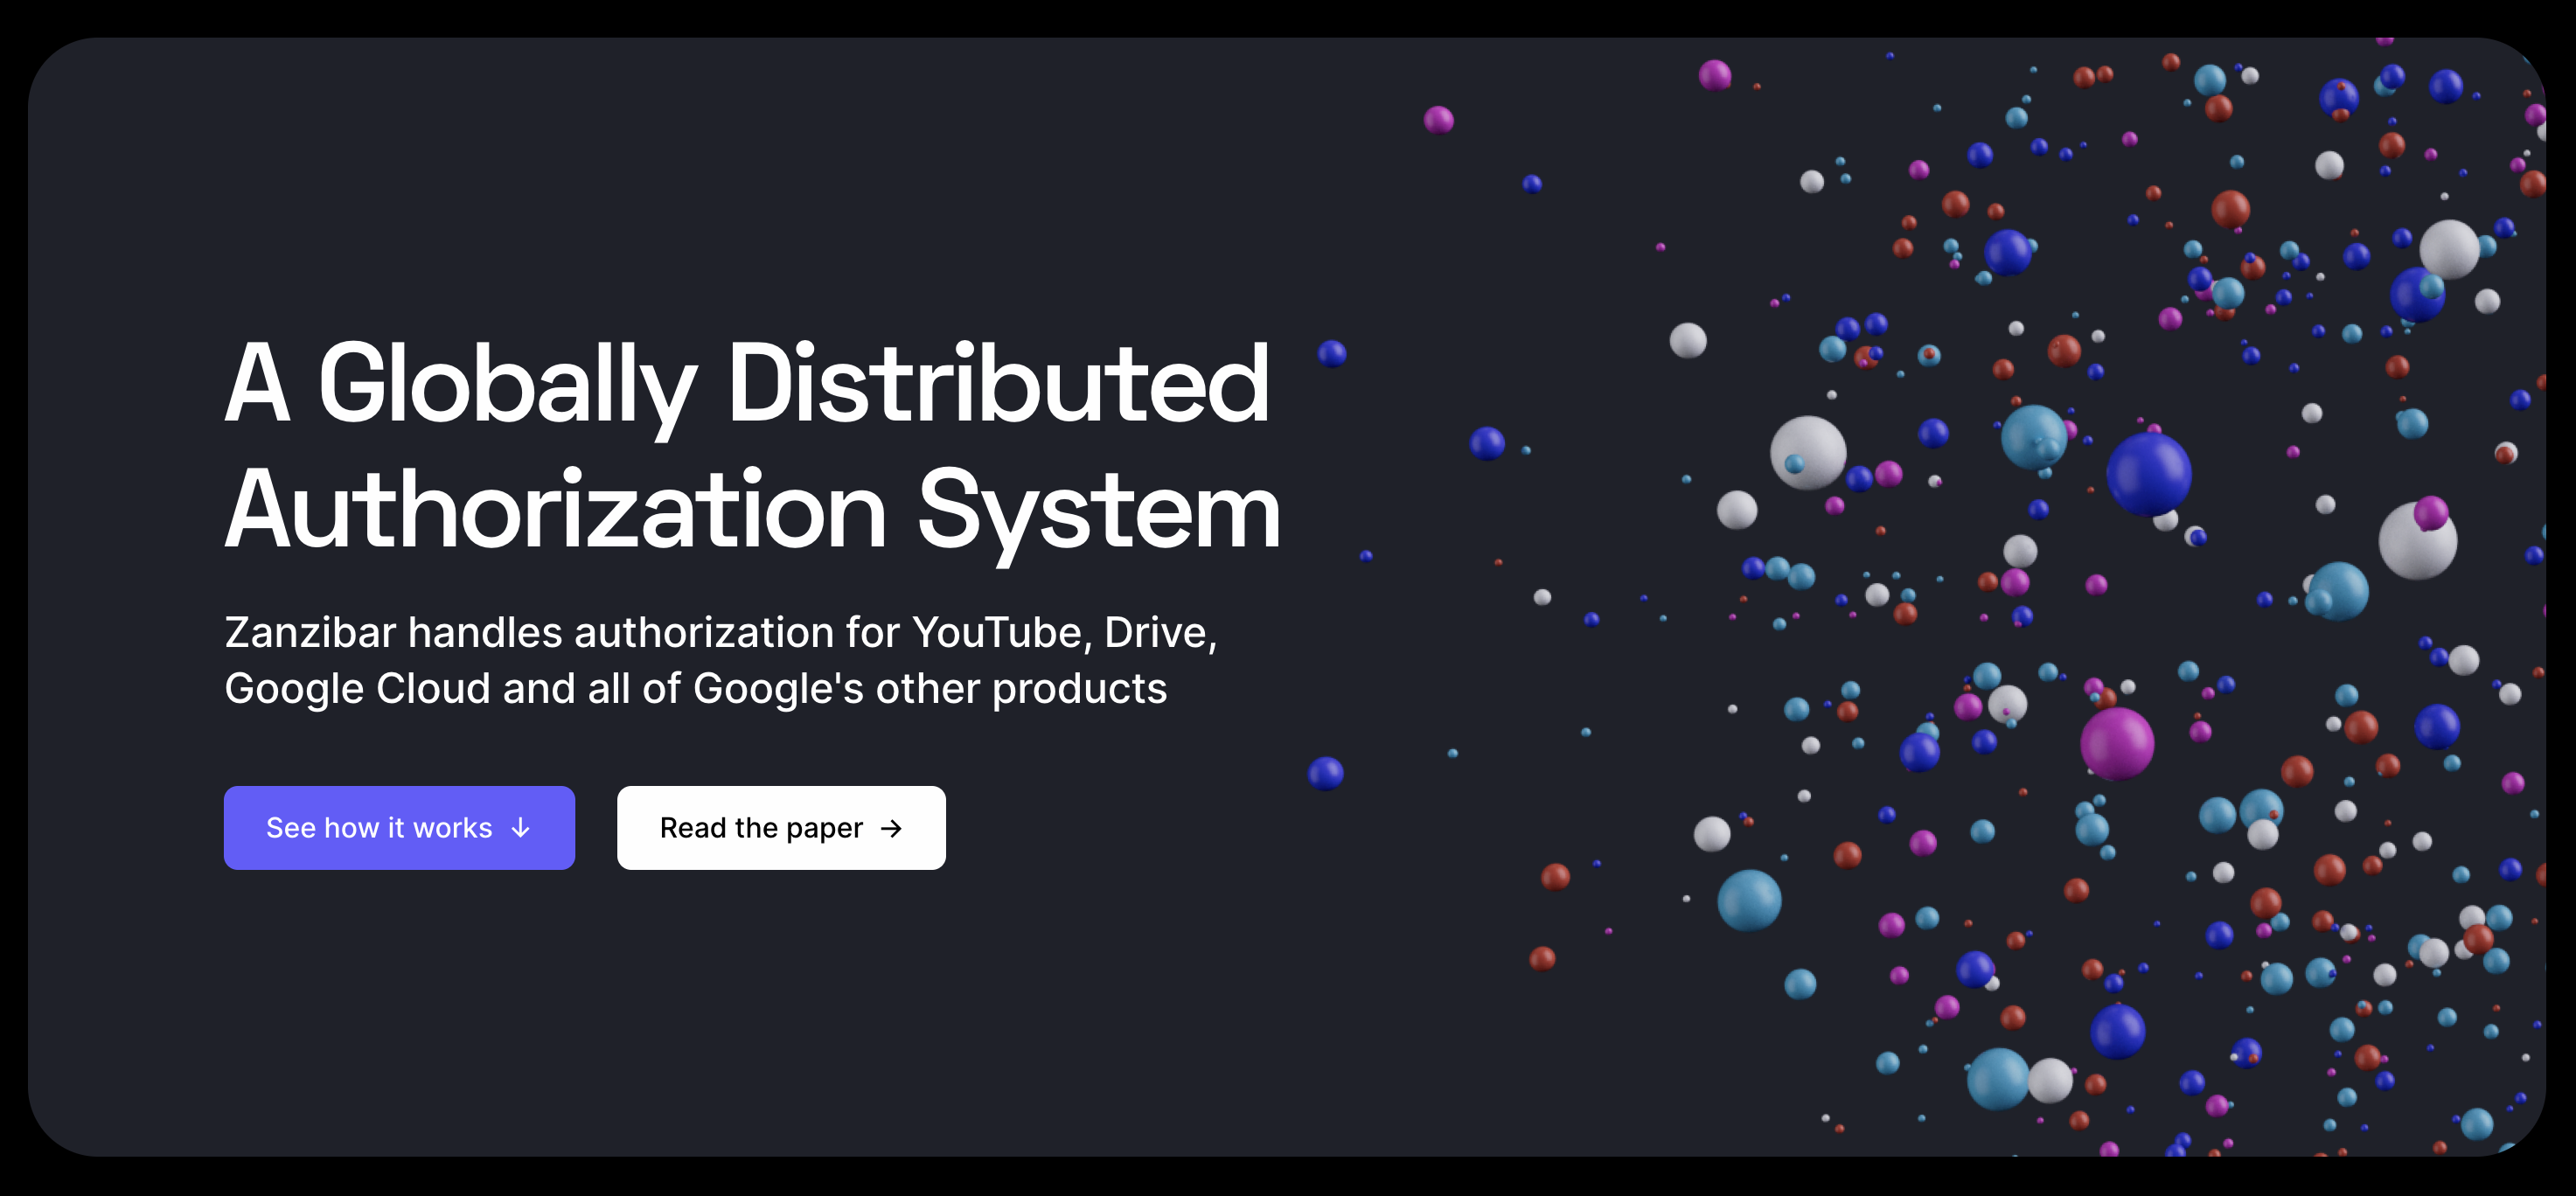 A Globally Distributed
Authorization System
Zanzibar handles authorization for YouTube, Drive,
Google Cloud and all of Google's other products
See how it works ↓
Read the paper →